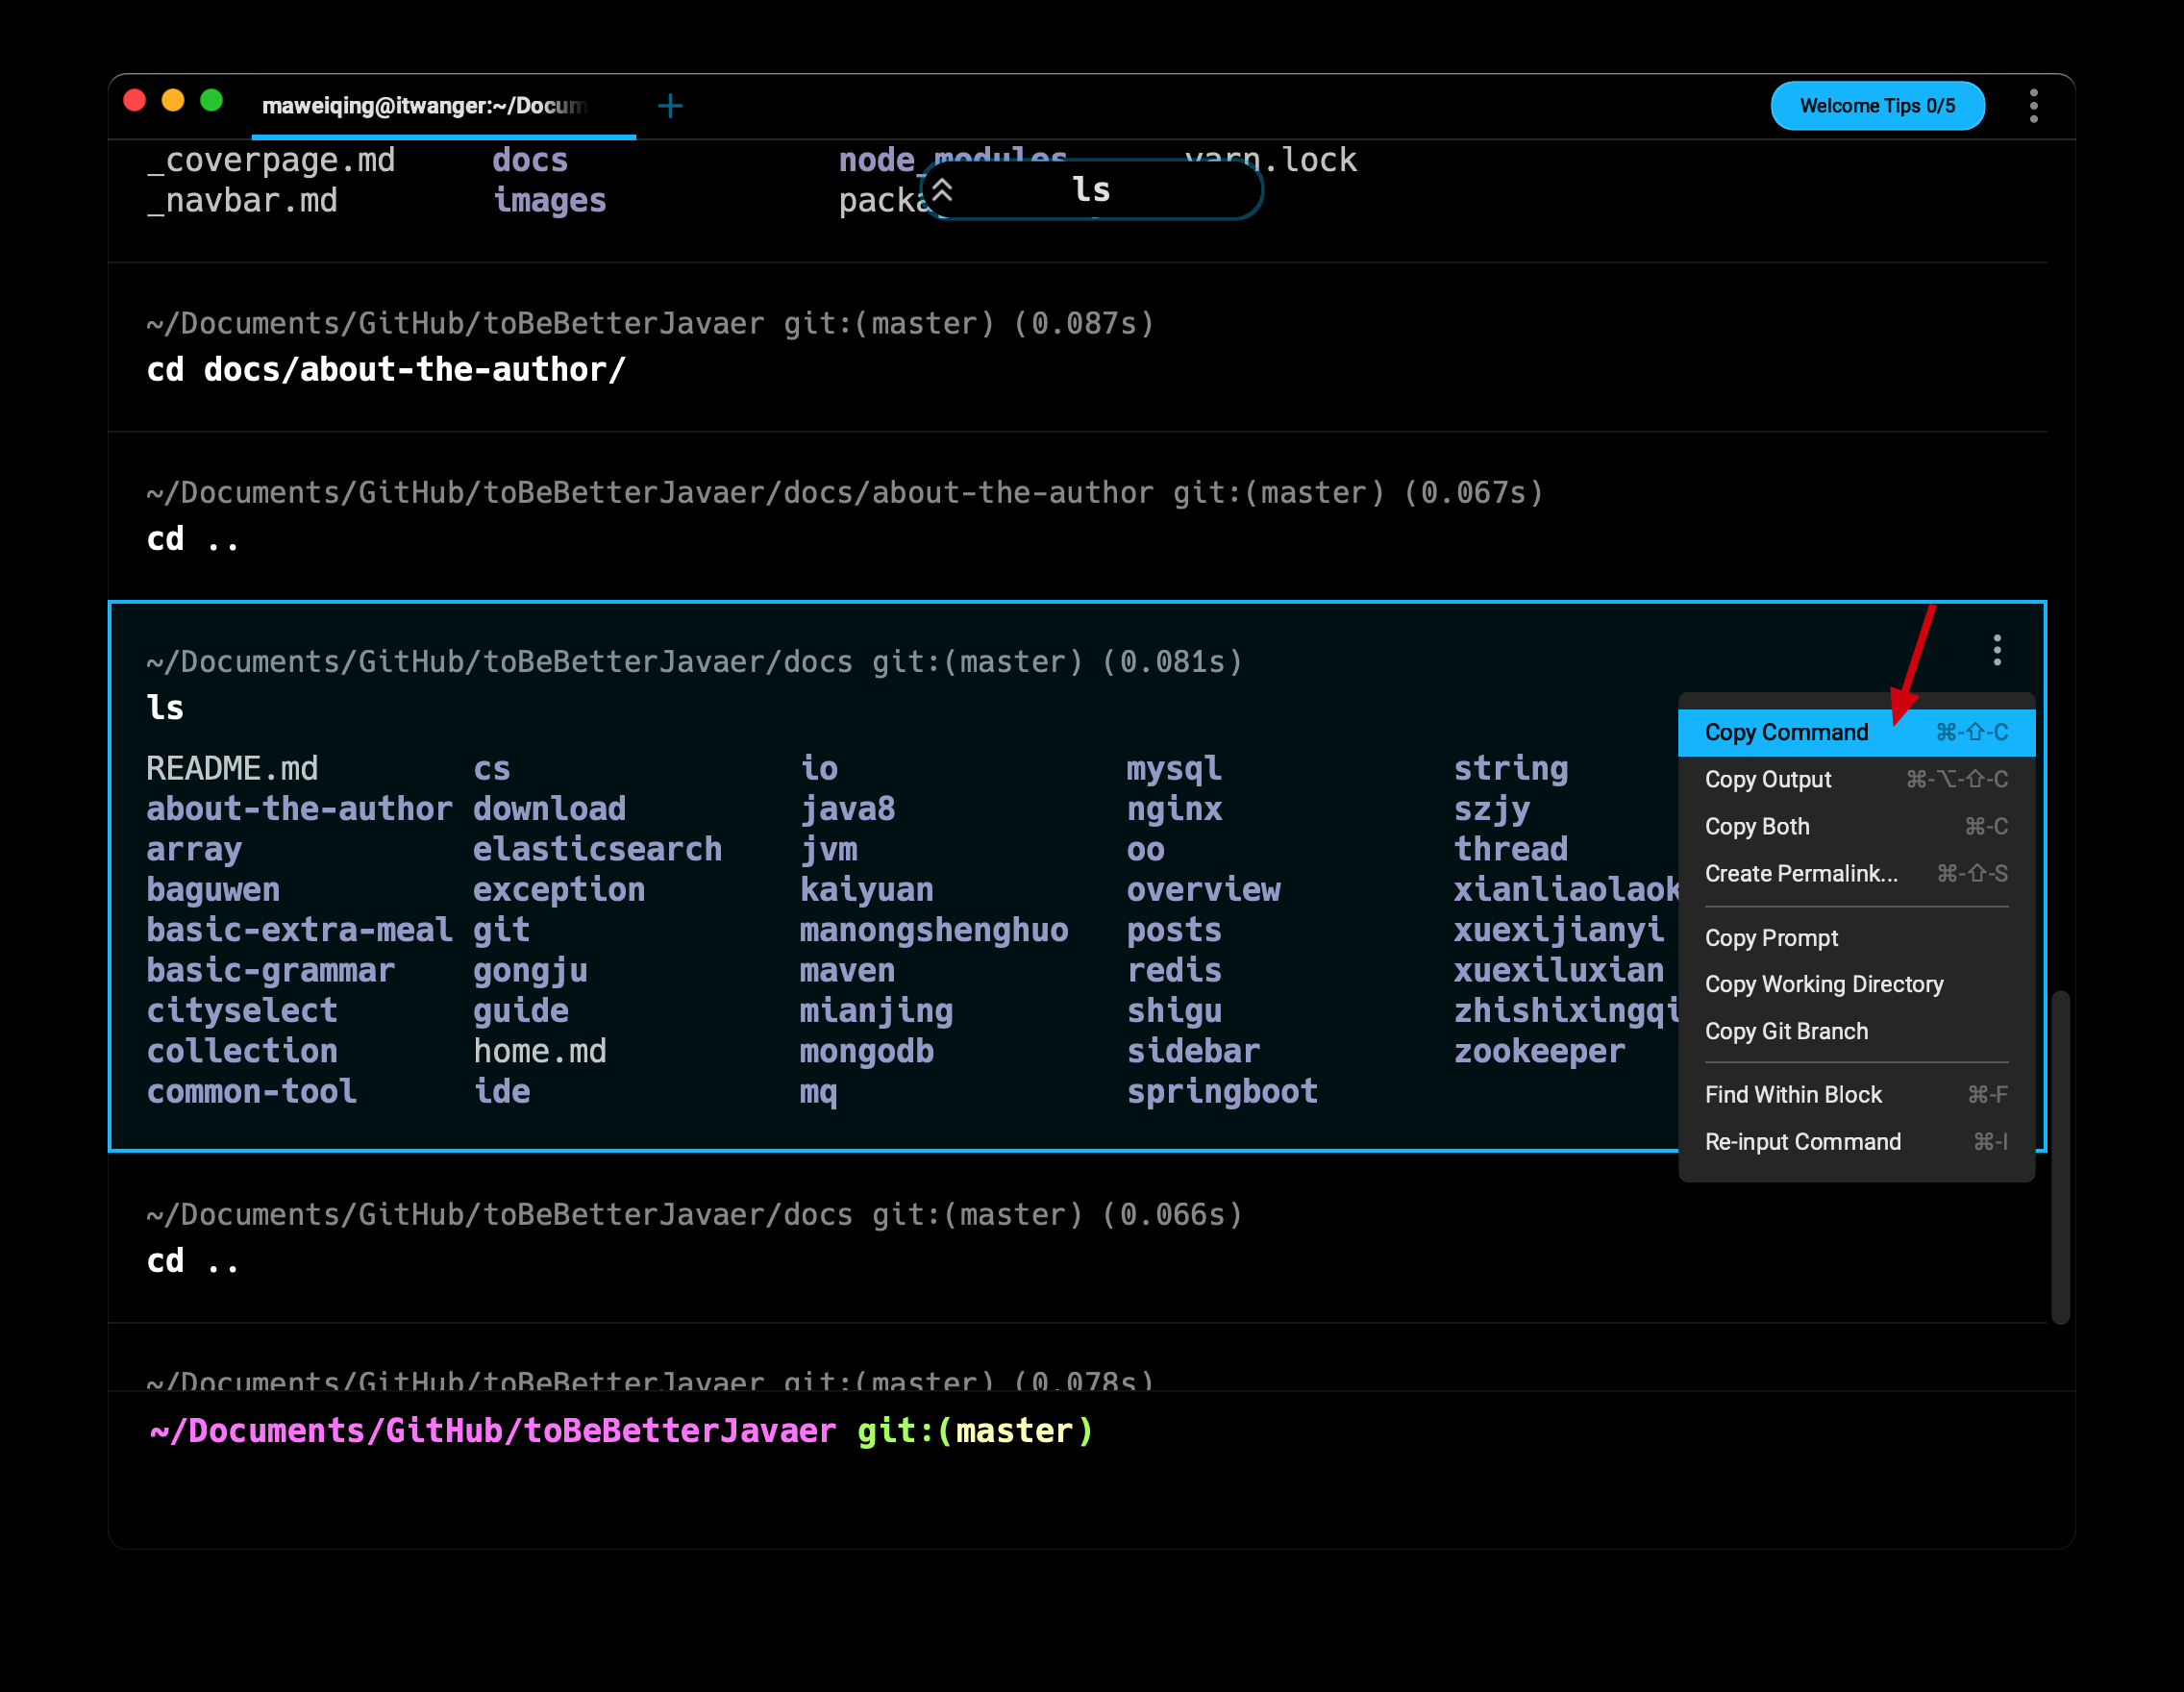 maweiqing@itwanger:~/Docum + Welcome Tips 0/5
_coverpage.md docs node_modules yarn.lock
_navbar.md images
ls
~/Documents/GitHub/toBeBetterJavaer git:(master) (0.087s)
cd docs/about-the-author/
~/Documents/GitHub/toBeBetterJavaer/docs/about-the-author git:(master) (0.067s)
cd ..
~/Documents/GitHub/toBeBetterJavaer/docs git:(master) (0.081s)
ls
README.md cs io mysql string
about-the-author download java8 nginx szjy
array elasticsearch jvm oo thread
baguwen exception kaiyuan overview xianliaolaok
basic-extra-meal git manongshenghuo posts xuexijianyi
basic-grammar gongju maven redis xuexiluxian
cityselect guide mianjing shigu zhishixingqi
collection home.md mongodb sidebar zookeeper
common-tool ide mq springboot
Copy Command ⌘-⇧-C
Copy Output ⌘-⌥-⇧-C
Copy Both ⌘-C
Create Permalink... ⌘-⇧-S
Copy Prompt
Copy Working Directory
Copy Git Branch
Find Within Block ⌘-F
Re-input Command ⌘-I
~/Documents/GitHub/toBeBetterJavaer/docs git:(master) (0.066s)
cd ..
~/Documents/GitHub/toBeBetterJavaer git:(master) (0.078s)
~/Documents/GitHub/toBeBetterJavaer git:(master)